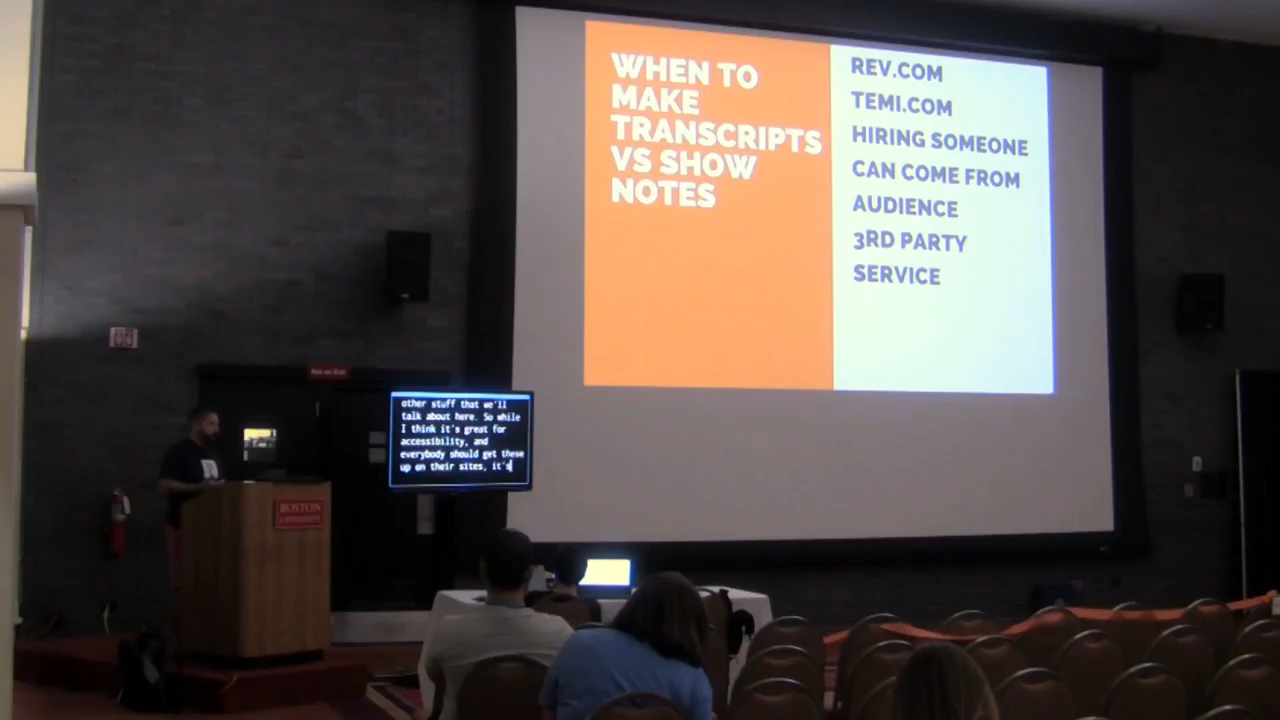 WHEN TO
MAKE
TRANSCRIPTS
VS SHOW
NOTES
REV.COM
TEMI.COM
HIRING SOMEONE
CAN COME FROM
AUDIENCE
3RD PARTY
SERVICE
other stuff that we'll
talk about here. So while
I think it's great for
accessibility, and
everybody should get these
up on their sites, it's
BOSTON
UNIVERSITY